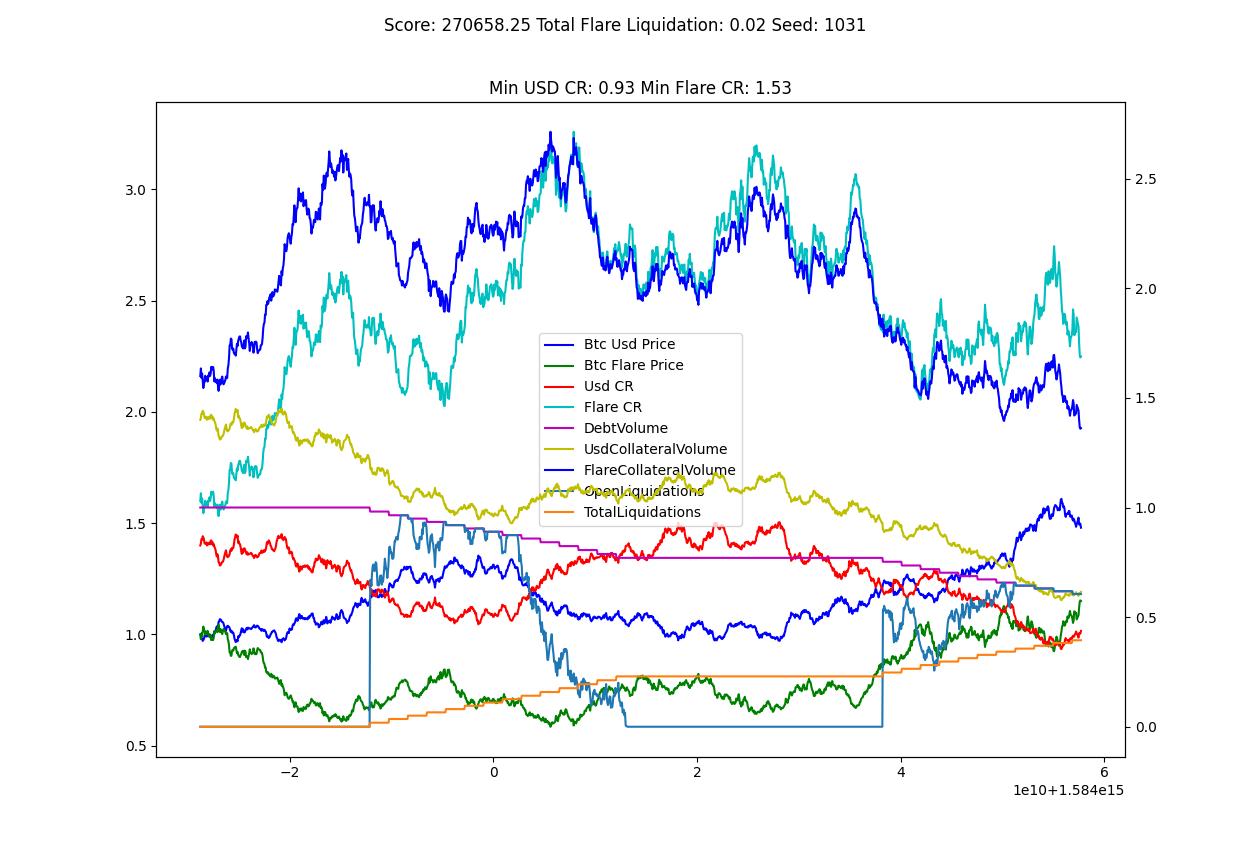 Score: 270658.25 Total Flare Liquidation: 0.02 Seed: 1031
Min USD CR: 0.93 Min Flare CR: 1.53
3.0
2.5
2.0
1.5
1.0
0.5
2.5
2.0
1.5
1.0
0.5
0.0
Btc Usd Price
Btc Flare Price
Usd CR
Flare CR
DebtVolume
UsdCollateralVolume
FlareCollateralVolume
OpenLiquidations
TotalLiquidations
−2 0 2 4 6
1e10+1.584e15